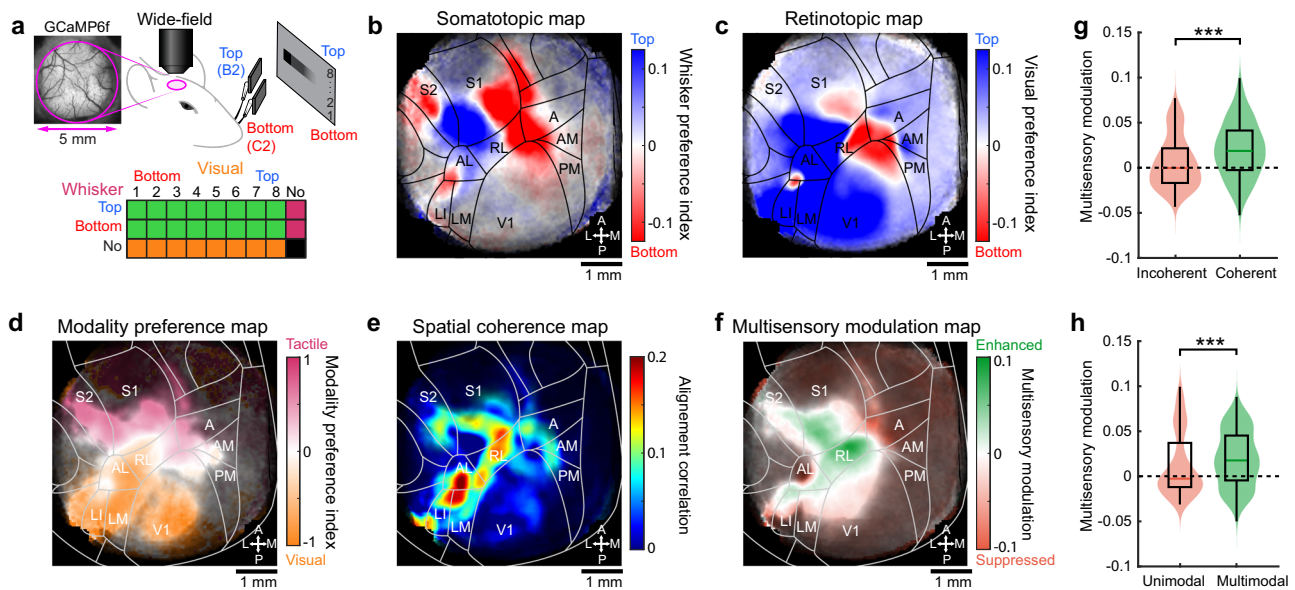 a
GCaMP6f
Wide-field
5 mm
Top
(B2)
Bottom
(C2)
Top
8
2
1
Bottom
Visual
Bottom
Top
Whisker
1 2 3 4 5 6 7 8 No
Top
Bottom
No
b
Somatotopic map
S2
S1
A
AM
PM
RL
AL
LI
LM
V1
A
L M
P
1 mm
Top
0.1
0
-0.1
Bottom
Whisker preference index
c
Retinotopic map
S2
S1
A
AM
PM
RL
AL
LI
LM
V1
A
L M
P
1 mm
Top
0.1
0
-0.1
Bottom
Visual preference index
g
Multisensory modulation
0.1
0.05
0
0.05
-0.1
***
Incoherent
Coherent
d
Modality preference map
S2
S1
A
AM
PM
RL
AL
LI
LM
V1
A
L M
P
1 mm
Tactile
1
0
-1
Visual
Modality preference index
e
Spatial coherence map
S2
S1
A
AM
PM
RL
AL
LI
LM
V1
A
L M
P
1 mm
0.2
0.1
0
Alignement correlation
f
Multisensory modulation map
S2
S1
A
AM
PM
RL
AL
LI
LM
V1
A
L M
P
1 mm
Enhanced
0.1
0
-0.1
Suppressed
Multisensory modulation
h
Multisensory modulation
0.1
0.05
0
0.05
-0.1
***
Unimodal
Multimodal